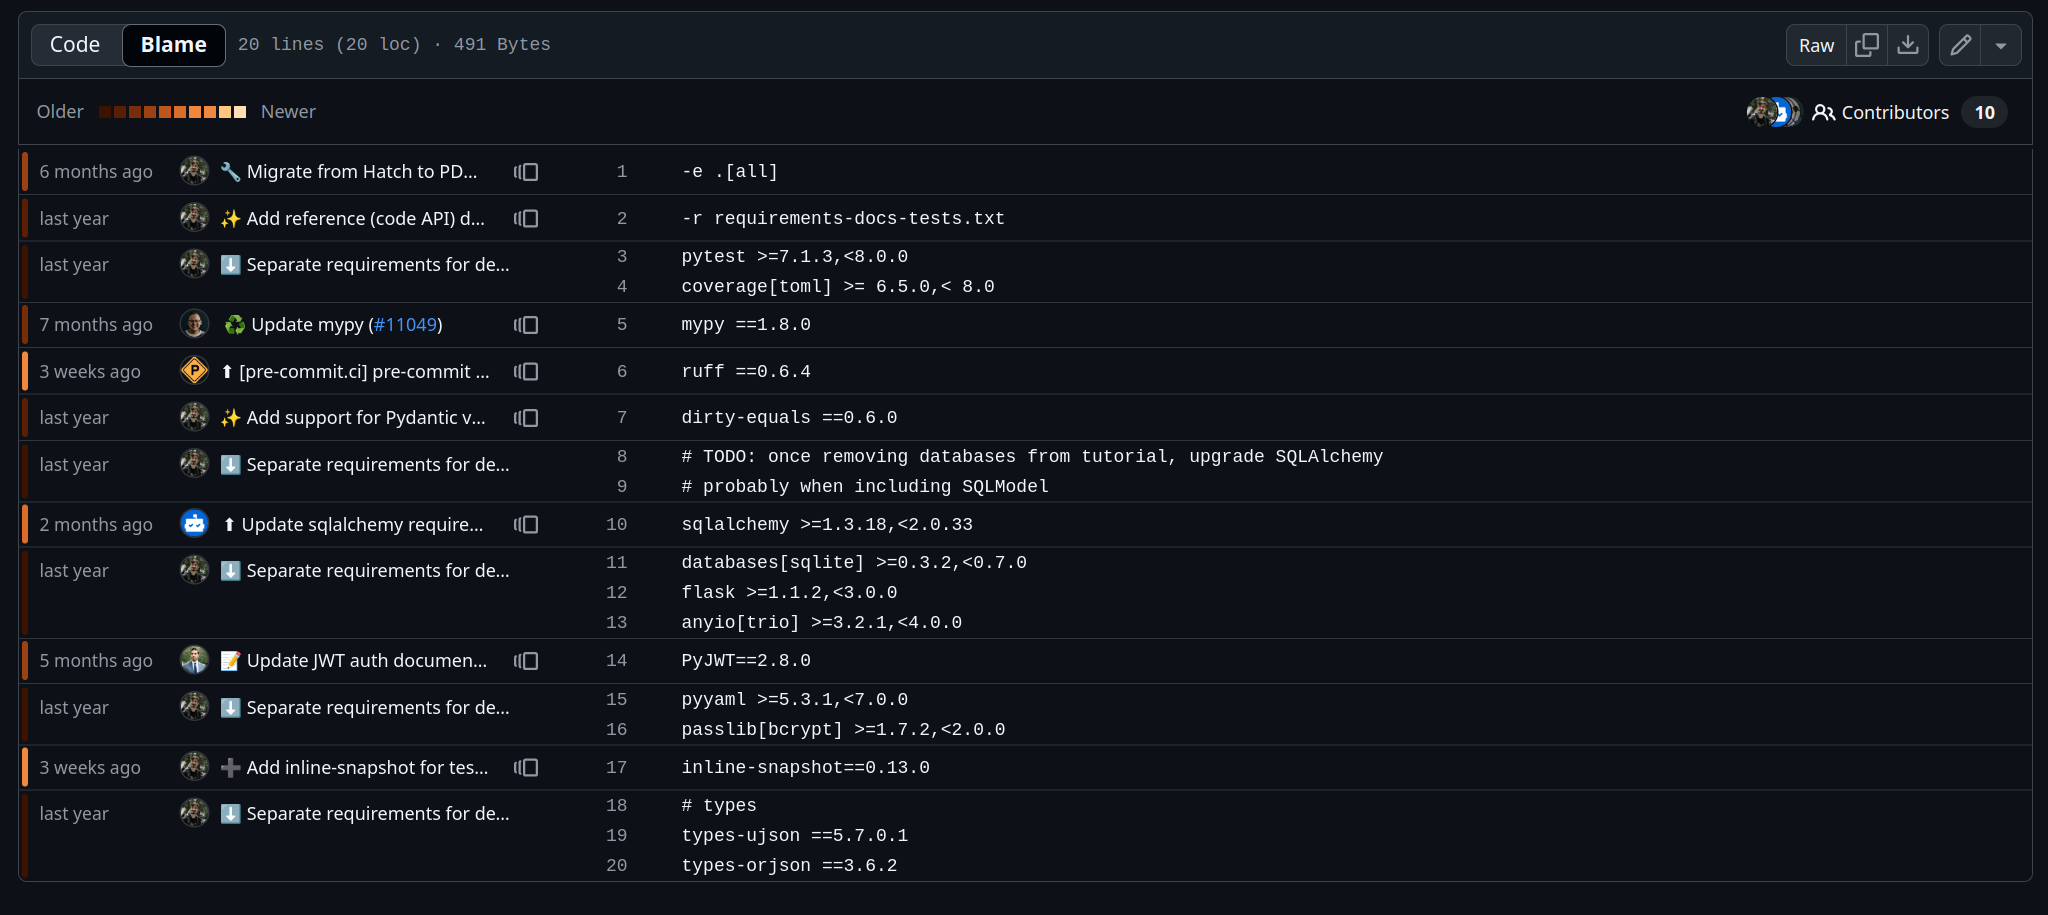 Code Blame 20 lines (20 loc) · 491 Bytes Raw
Older Newer Contributors 10
6 months ago 🔧 Migrate from Hatch to PD... 1 -e .[all]
last year ✨ Add reference (code API) d... 2 -r requirements-docs-tests.txt
last year ⬇️ Separate requirements for de... 3 pytest >=7.1.3,<8.0.0
4 coverage[toml] >= 6.5.0,< 8.0
7 months ago ♻️ Update mypy (#11049) 5 mypy ==1.8.0
3 weeks ago ⬆ [pre-commit.ci] pre-commit ... 6 ruff ==0.6.4
last year ✨ Add support for Pydantic v... 7 dirty-equals ==0.6.0
last year ⬇️ Separate requirements for de... 8 # TODO: once removing databases from tutorial, upgrade SQLAlchemy
9 # probably when including SQLModel
2 months ago ⬆ Update sqlalchemy require... 10 sqlalchemy >=1.3.18,<2.0.33
last year ⬇️ Separate requirements for de... 11 databases[sqlite] >=0.3.2,<0.7.0
12 flask >=1.1.2,<3.0.0
13 anyio[trio] >=3.2.1,<4.0.0
5 months ago 📝 Update JWT auth documen... 14 PyJWT==2.8.0
last year ⬇️ Separate requirements for de... 15 pyyaml >=5.3.1,<7.0.0
16 passlib[bcrypt] >=1.7.2,<2.0.0
3 weeks ago ➕ Add inline-snapshot for tes... 17 inline-snapshot==0.13.0
last year ⬇️ Separate requirements for de... 18 # types
19 types-ujson ==5.7.0.1
20 types-orjson ==3.6.2